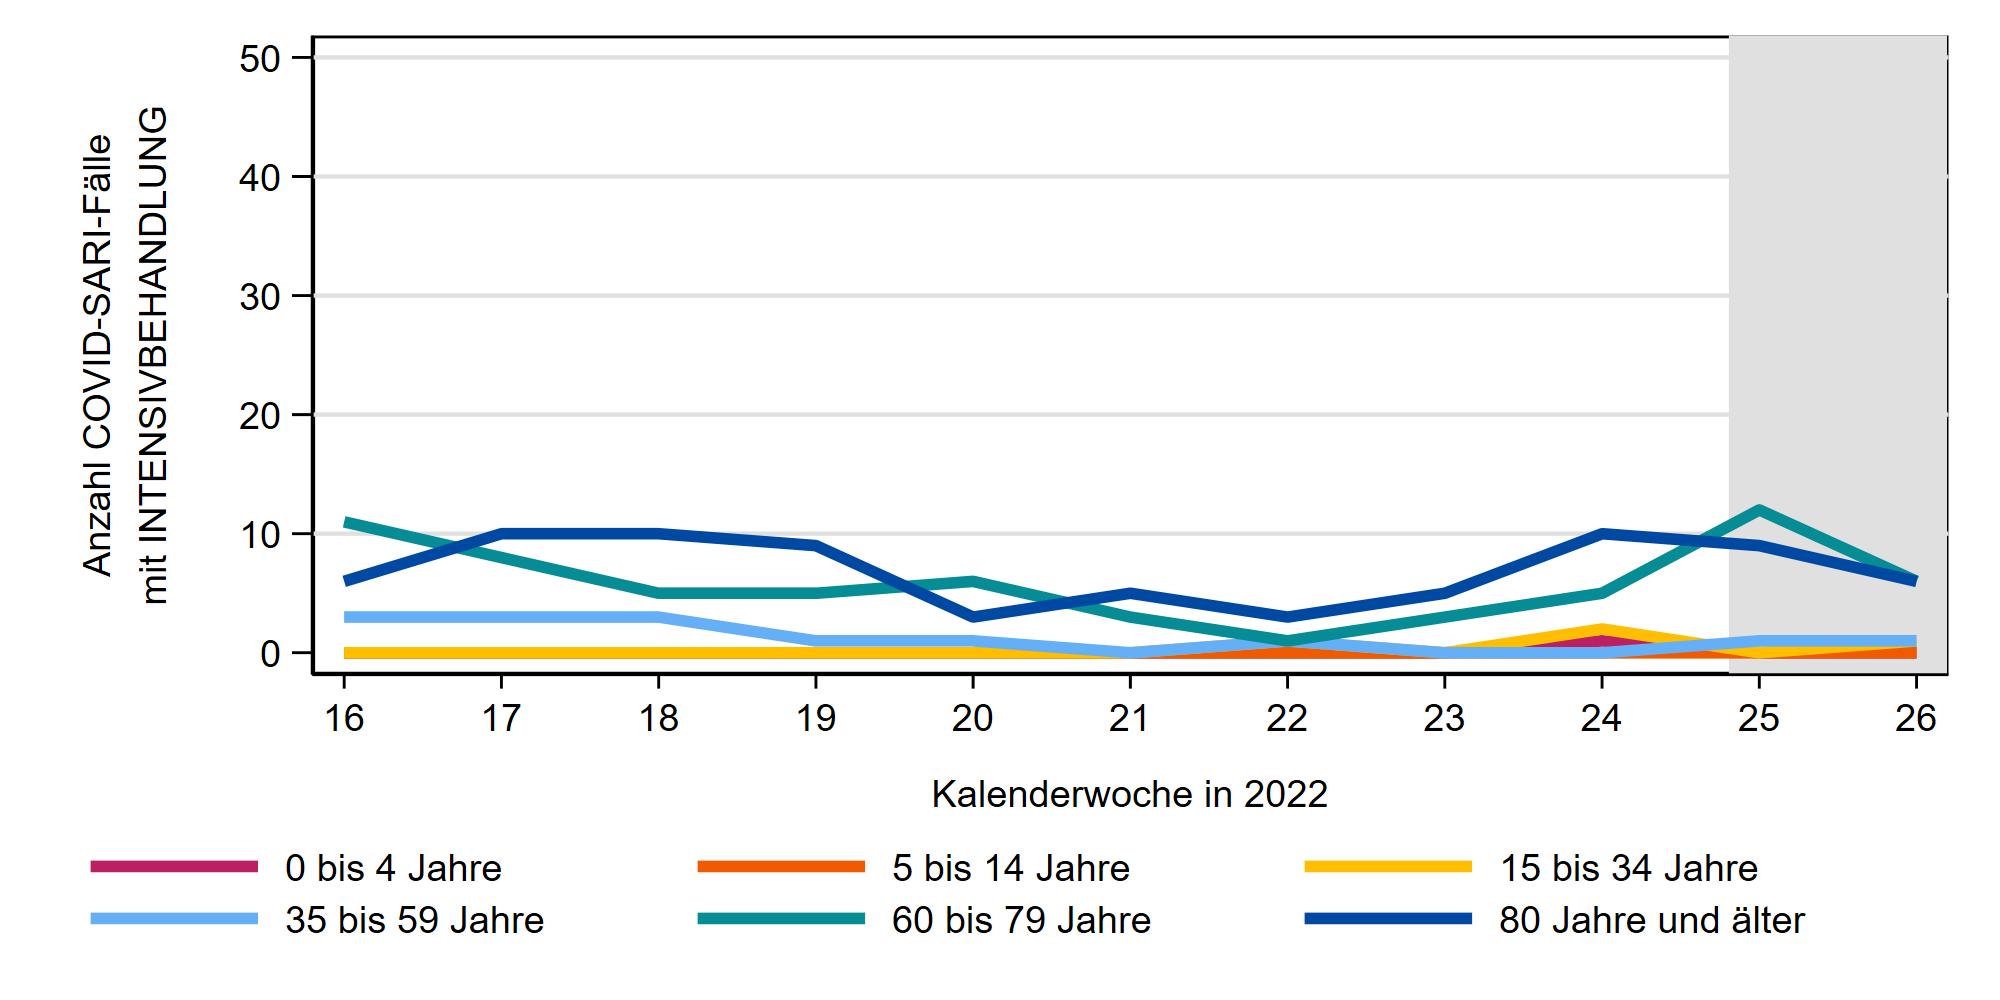 Anzahl COVID-SARI-Fälle
mit INTENSIVBEHANDLUNG
50
40
30
20
10
0
16 17 18 19 20 21 22 23 24 25 26
Kalenderwoche in 2022
0 bis 4 Jahre 5 bis 14 Jahre 15 bis 34 Jahre
35 bis 59 Jahre 60 bis 79 Jahre 80 Jahre und älter